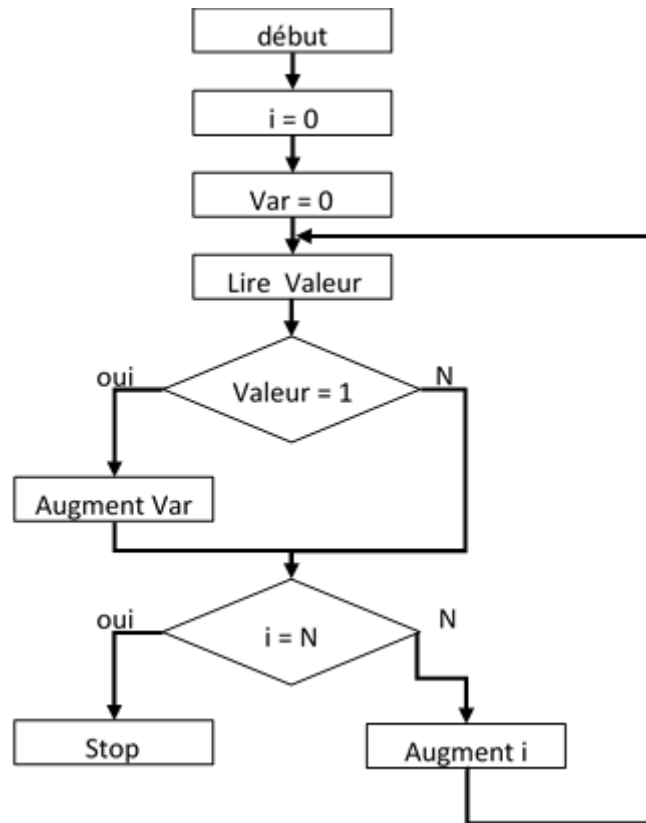 début
i = 0
Var = 0
Lire Valeur
oui
Valeur = 1
N
Augment Var
oui
i = N
N
Stop
Augment i